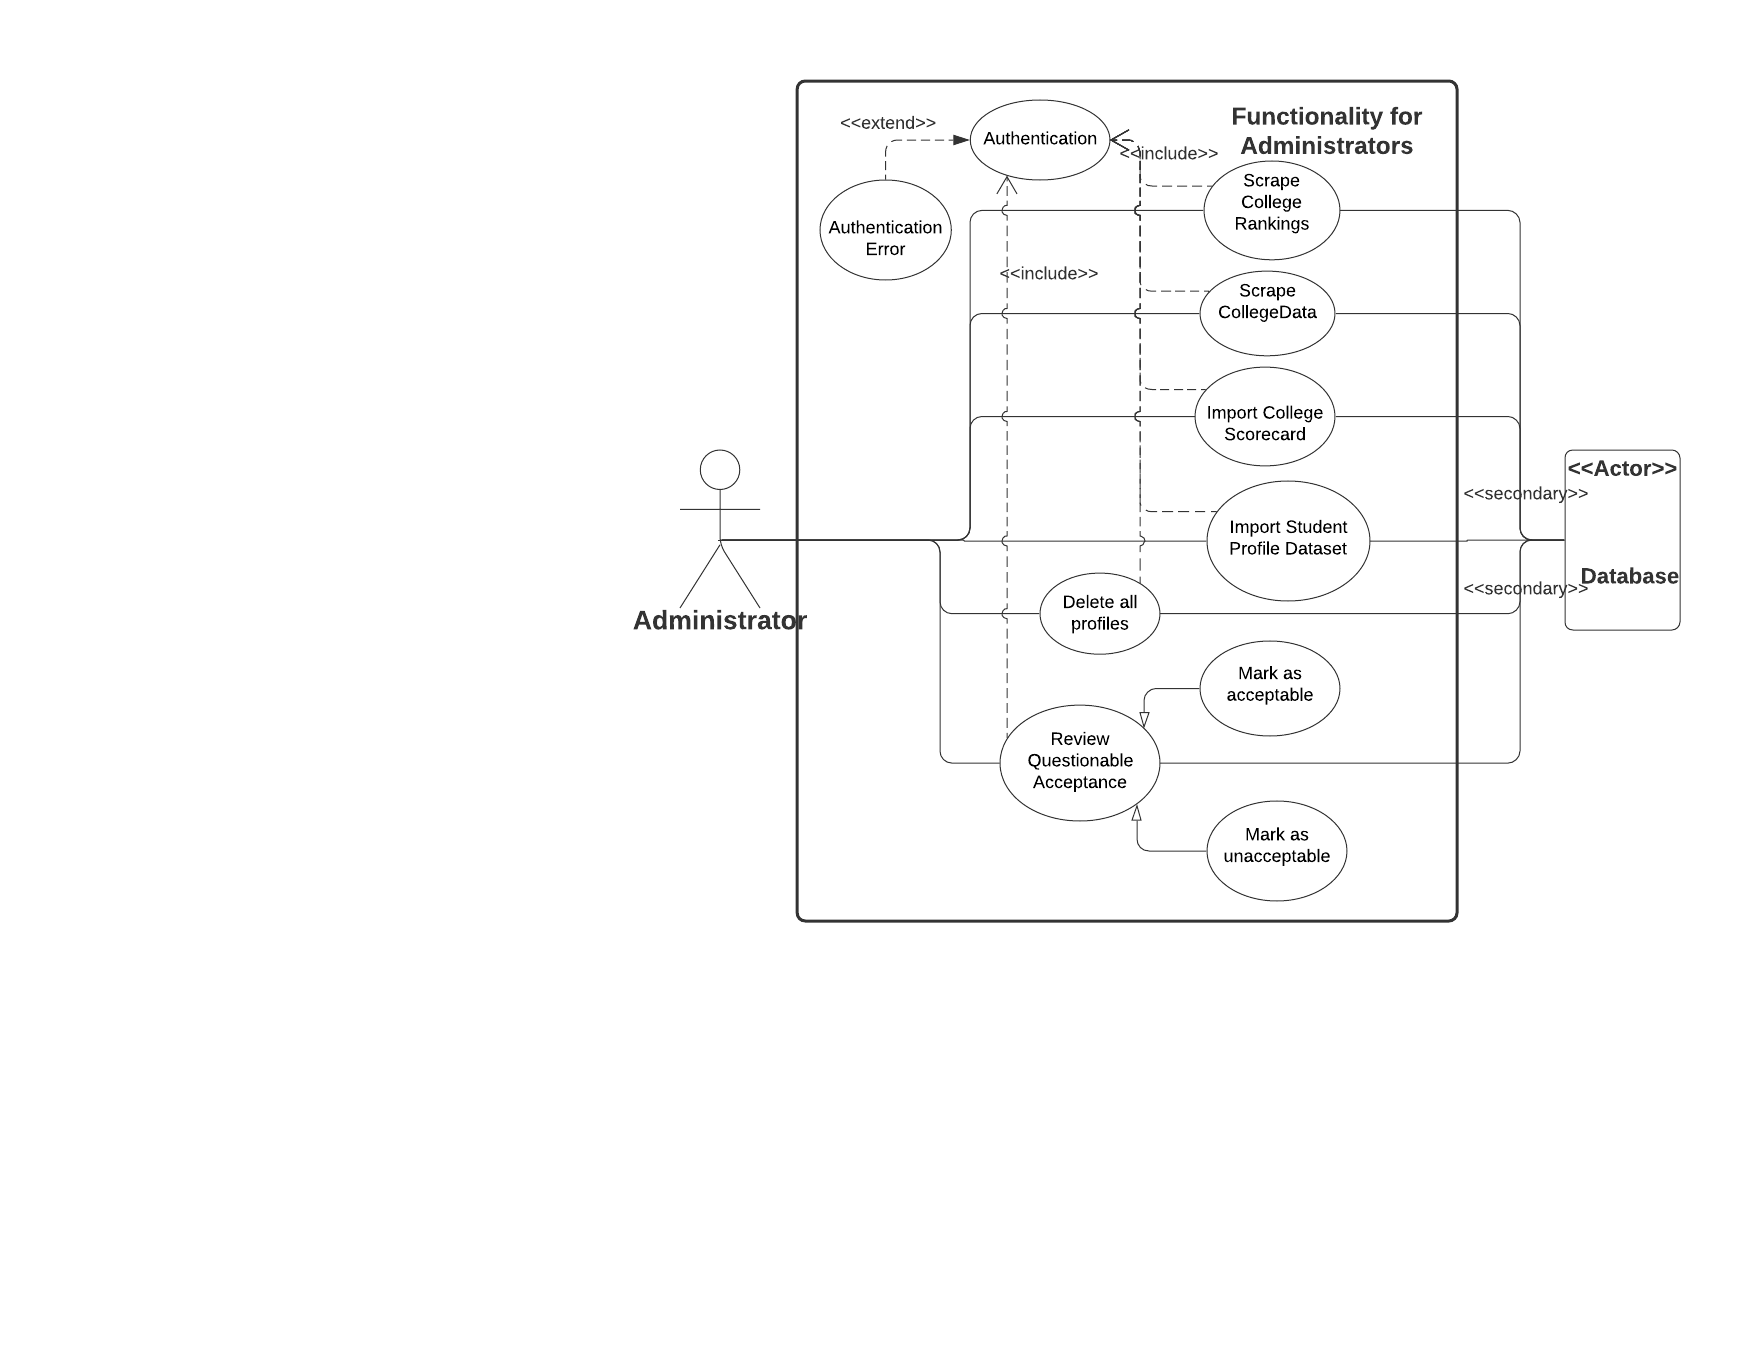 <<extend>>
Authentication
Functionality for
Administrators
<<include>>
Scrape
College
Rankings
Authentication
Error
<<include>>
Scrape
CollegeData
Import College
Scorecard
<<Actor>>
<<secondary>>
Import Student
Profile Dataset
Database
<<secondary>>
Administrator
Delete all
profiles
Mark as
acceptable
Review
Questionable
Acceptance
Mark as
unacceptable